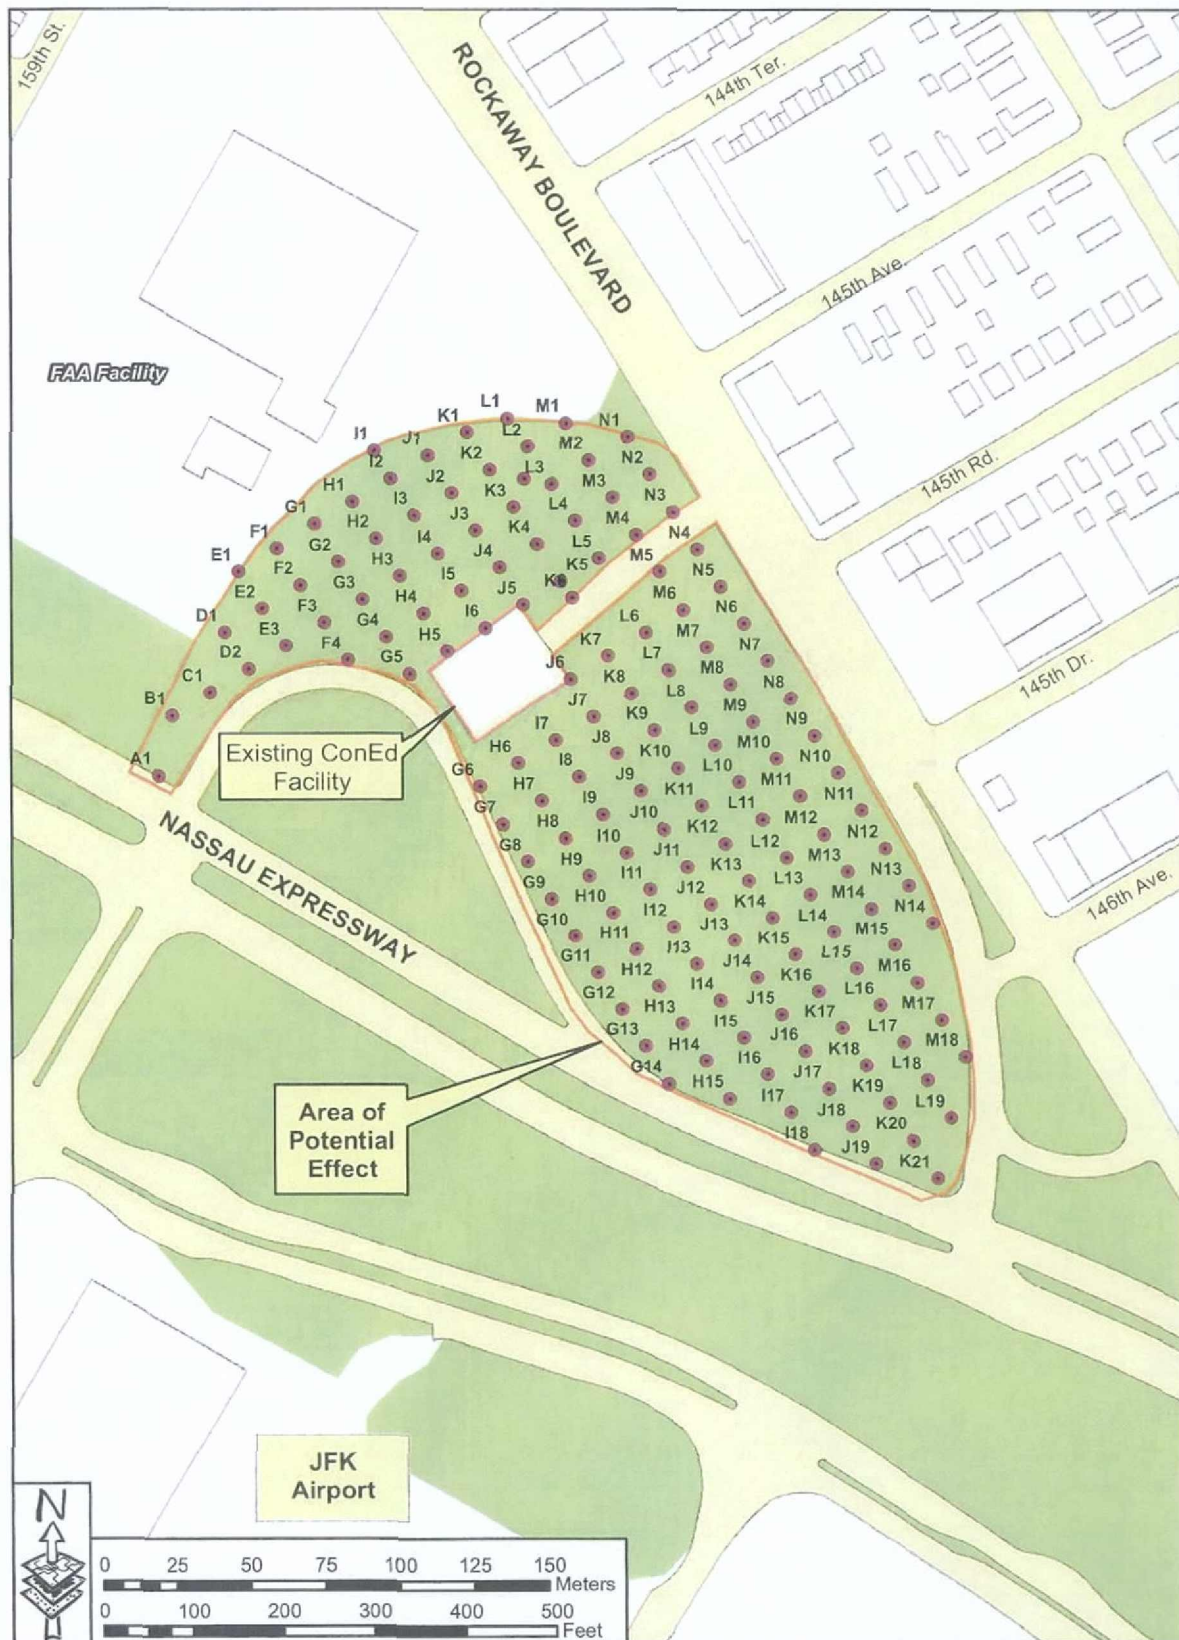 159th St.
ROCKAWAY BOULEVARD
144th Ter.
145th Ave.
145th Rd.
145th Dr.
146th Ave.
FAA Facility
A1
B1
C1
D1
D2
E1
E2
E3
F1
F2
F3
F4
G1
G2
G3
G4
G5
G6
G7
G8
G9
G10
G11
G12
G13
G14
H1
H2
H3
H4
H5
H6
H7
H8
H9
H10
H11
H12
H13
H14
H15
I1
I2
I3
I4
I5
I6
I7
I8
I9
I10
I11
I12
I13
I14
I15
I16
I17
I18
J1
J2
J3
J4
J5
J6
J7
J8
J9
J10
J11
J12
J13
J14
J15
J16
J17
J18
J19
K1
K2
K3
K4
K5
K6
K7
K8
K9
K10
K11
K12
K13
K14
K15
K16
K17
K18
K19
K20
K21
L1
L2
L3
L4
L5
L6
L7
L8
L9
L10
L11
L12
L13
L14
L15
L16
L17
L18
L19
M1
M2
M3
M4
M5
M6
M7
M8
M9
M10
M11
M12
M13
M14
M15
M16
M17
M18
N1
N2
N3
N4
N5
N6
N7
N8
N9
N10
N11
N12
N13
N14
Existing ConEd
Facility
NASSAU EXPRESSWAY
Area of
Potential
Effect
JFK
Airport
N
0 25 50 75 100 125 150
Meters
0 100 200 300 400 500
Feet